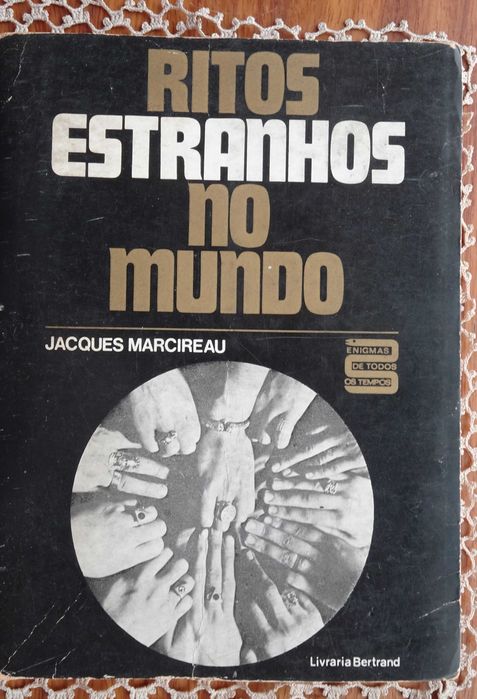 RITOS
ESTRANHOS
NO
MUNDO
JACQUES MARCIREAU
ENIGMAS
DE TODOS
OS TEMPOS
Livraria Bertrand